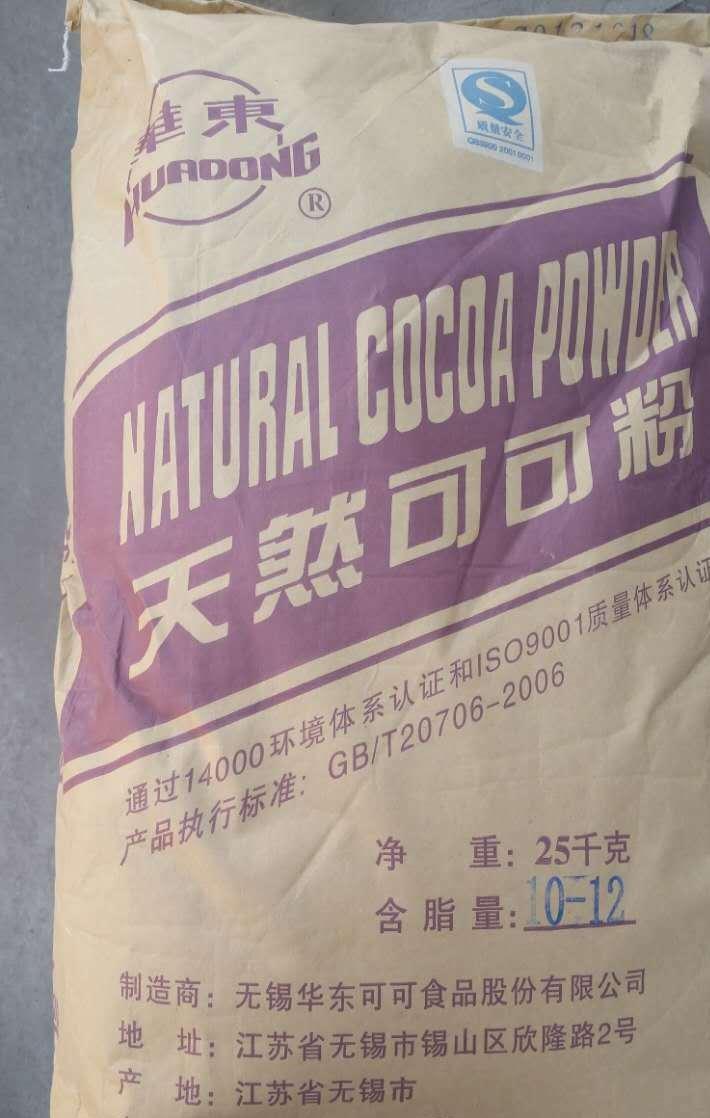 華東
HUADONG
®
质量安全
NATURAL COCOA POWDER
天然可可粉
通过14000环境体系认证和ISO9001质量体系认证
产品执行标准：GB/T20706-2006
净 重：25千克
含脂量：10-12
制造商：无锡华东可可食品股份有限公司
地 址：江苏省无锡市锡山区欣隆路2号
产 地：江苏省无锡市